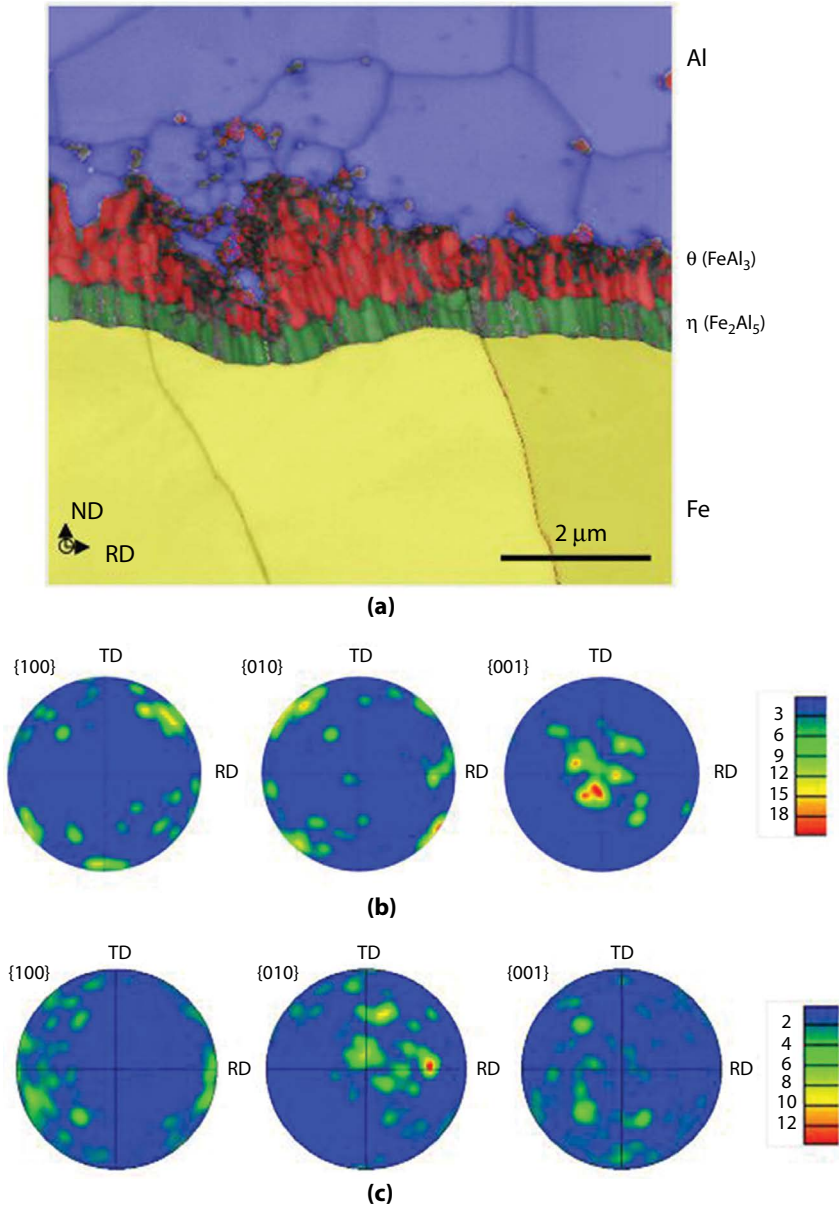 Al
θ (FeAl₃)
η (Fe₂Al₅)
Fe
ND
RD
2 μm
(a)
{100}
TD
RD
{010}
TD
RD
{001}
TD
RD
3
6
9
12
15
18
(b)
{100}
TD
RD
{010}
TD
RD
{001}
TD
RD
2
4
6
8
10
12
(c)